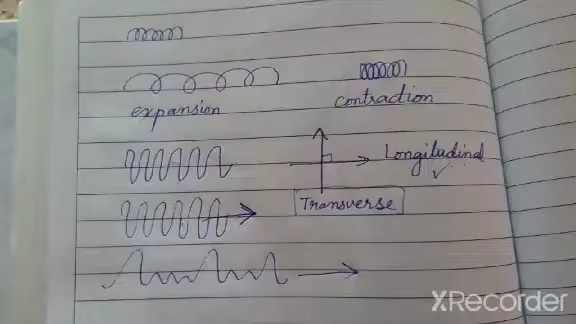 expansion contraction
Longitudinal
Transverse
XRecorder